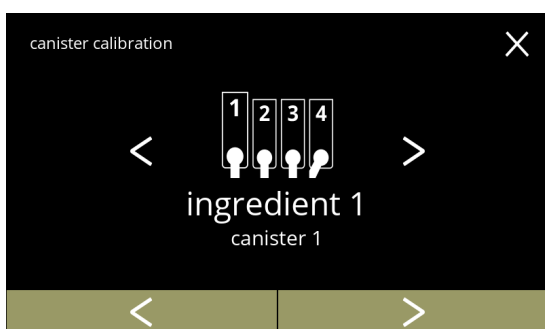 canister calibration
1 2 3 4
ingredient 1
canister 1